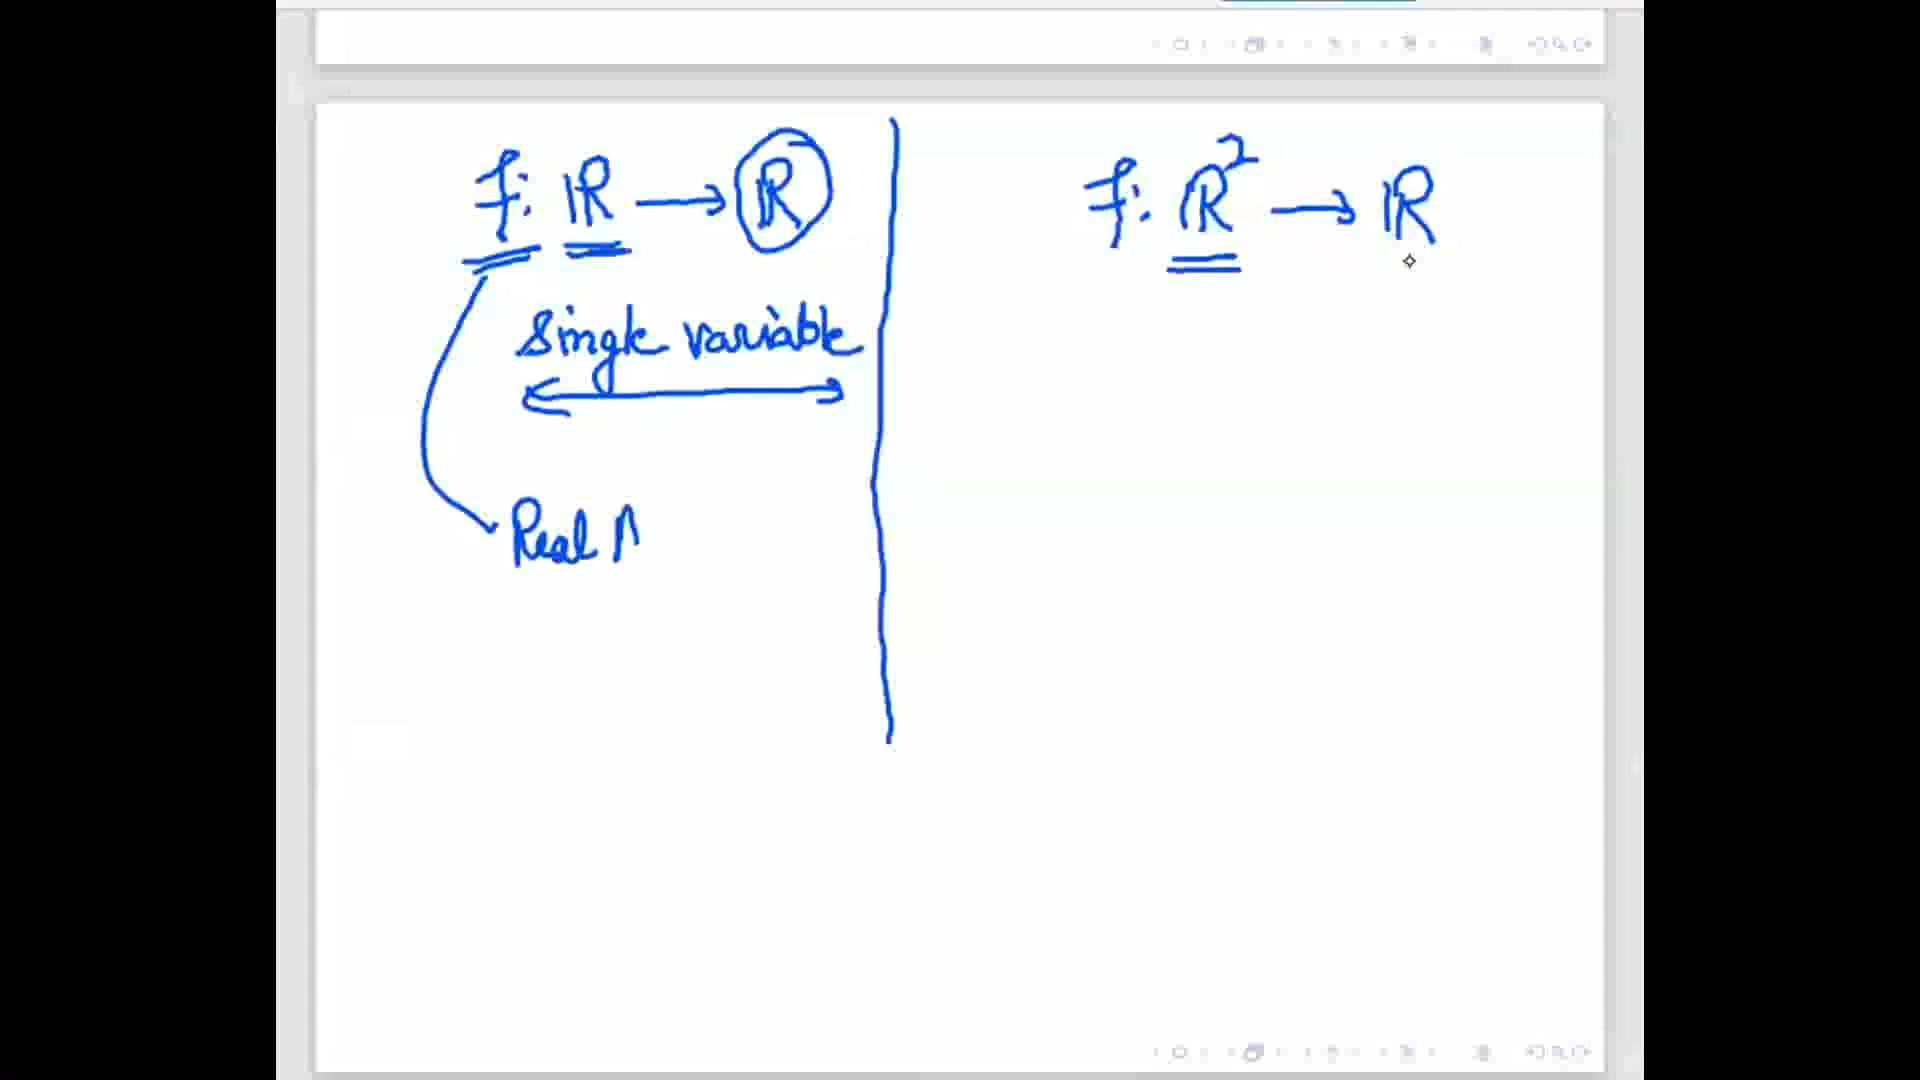 f: ℝ → ℝ
Single variable
Real A
f: ℝ² → ℝ